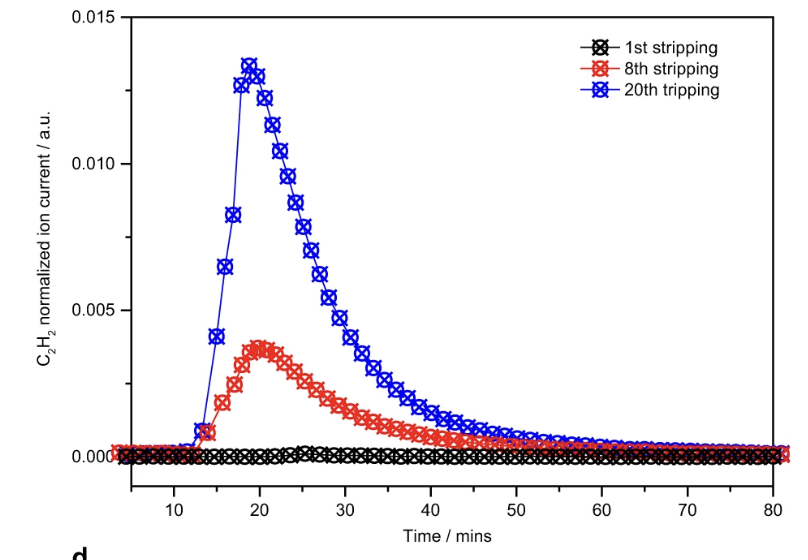 0.015
1st stripping
8th stripping
20th tripping
0.010
C₂H₂ normalized ion current / a.u.
0.005
0.000
10 20 30 40 50 60 70 80
Time / mins
d